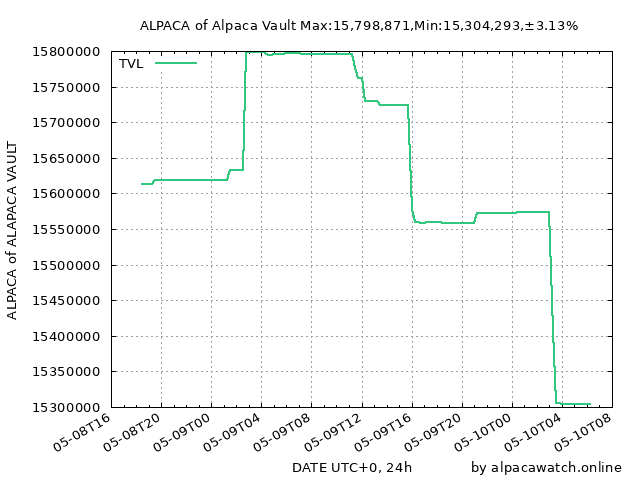 ALPACA of Alpaca Vault Max:15,798,871,Min:15,304,293,±3.13%
TVL
15800000
15750000
15700000
15650000
15600000
15550000
15500000
15450000
15400000
15350000
15300000
ALPACA of ALAPACA VAULT
05-08T16
05-08T20
05-09T00
05-09T04
05-09T08
05-09T12
05-09T16
05-09T20
05-10T00
05-10T04
05-10T08
DATE UTC+0, 24h
by alpacawatch.online